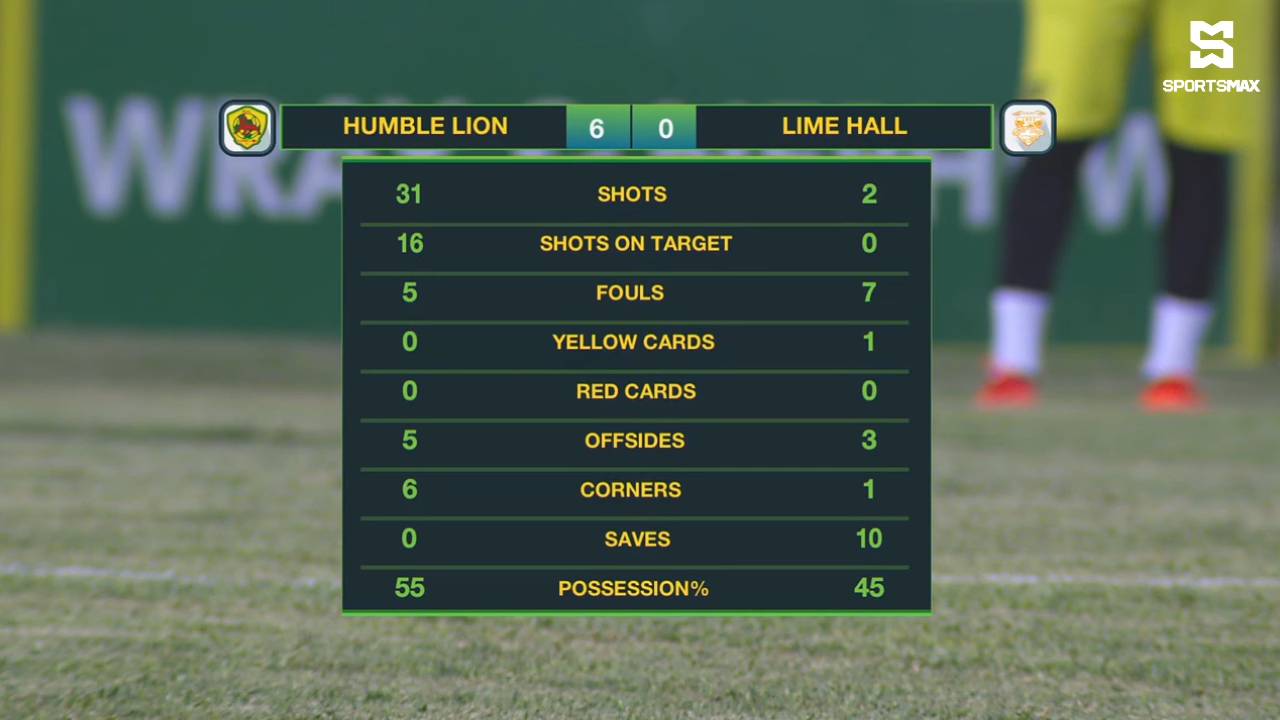 SPORTSMAX
HUMBLE LION 6 0 LIME HALL
31 SHOTS 2
16 SHOTS ON TARGET 0
5 FOULS 7
0 YELLOW CARDS 1
0 RED CARDS 0
5 OFFSIDES 3
6 CORNERS 1
0 SAVES 10
55 POSSESSION% 45